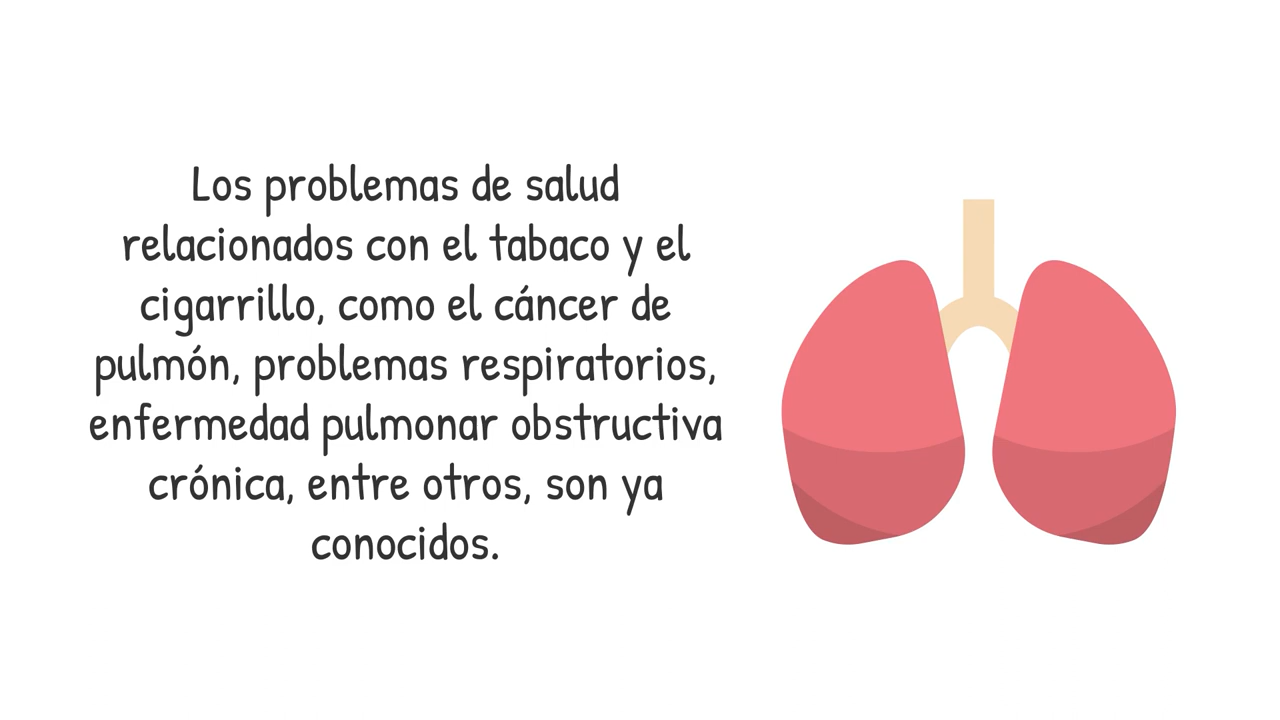 Los problemas de salud
relacionados con el tabaco y el
cigarrillo, como el cáncer de
pulmón, problemas respiratorios,
enfermedad pulmonar obstructiva
crónica, entre otros, son ya
conocidos.